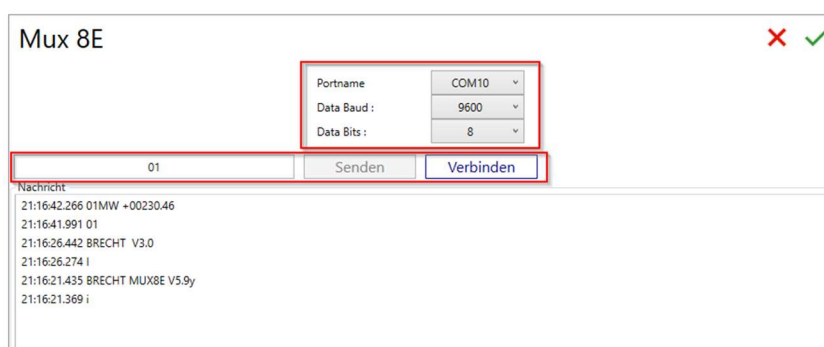 Mux 8E
Portname COM10
Data Baud : 9600
Data Bits : 8
01 Senden Verbinden
Nachricht
21:16:42.266 01MW +00230.46
21:16:41.991 01
21:16:26.442 BRECHT V3.0
21:16:26.274 I
21:16:21.435 BRECHT MUX8E V5.9y
21:16:21.369 i